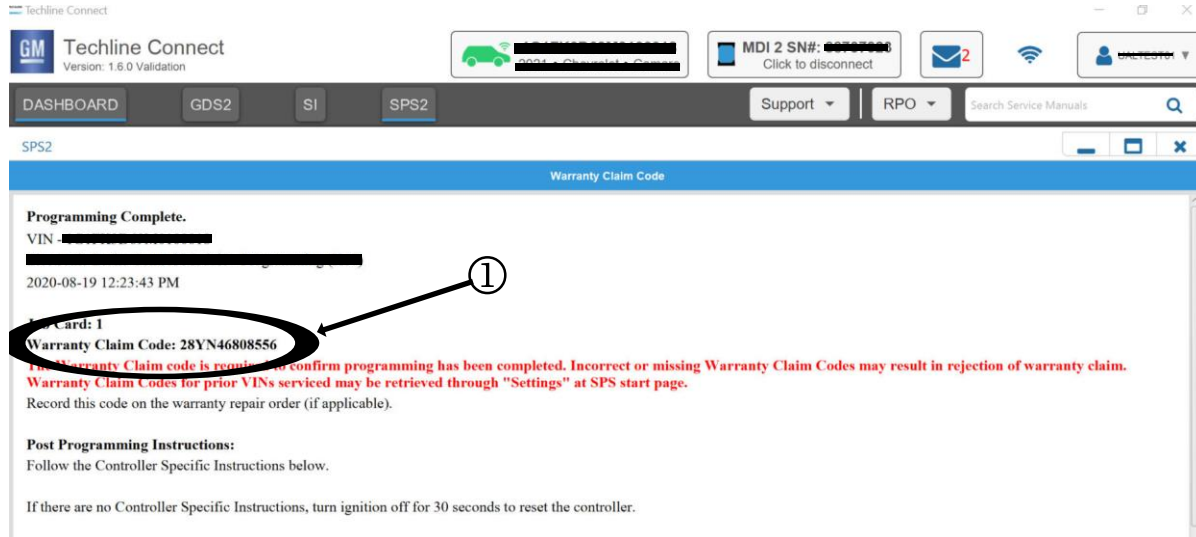 Techline Connect
GM
Techline Connect
Version: 1.6.0 Validation
2021 • Chevrolet • Camaro
MDI 2 SN#:
Click to disconnect
2
DASHBOARD
GDS2
SI
SPS2
Support
RPO
Search Service Manuals
SPS2
Warranty Claim Code
Programming Complete.
VIN -
2020-08-19 12:23:43 PM
①
Card: 1
Warranty Claim Code: 28YN46808556
The Warranty Claim code is required to confirm programming has been completed. Incorrect or missing Warranty Claim Codes may result in rejection of warranty claim.
Warranty Claim Codes for prior VINs serviced may be retrieved through "Settings" at SPS start page.
Record this code on the warranty repair order (if applicable).
Post Programming Instructions:
Follow the Controller Specific Instructions below.
If there are no Controller Specific Instructions, turn ignition off for 30 seconds to reset the controller.